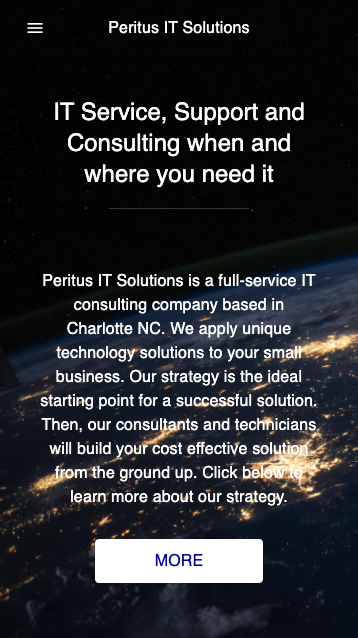 Peritus IT Solutions
IT Service, Support and
Consulting when and
where you need it
Peritus IT Solutions is a full-service IT
consulting company based in
Charlotte NC. We apply unique
technology solutions to your small
business. Our strategy is the ideal
starting point for a successful solution.
Then, our consultants and technicians
will build your cost effective solution
from the ground up. Click below to
learn more about our strategy.
MORE